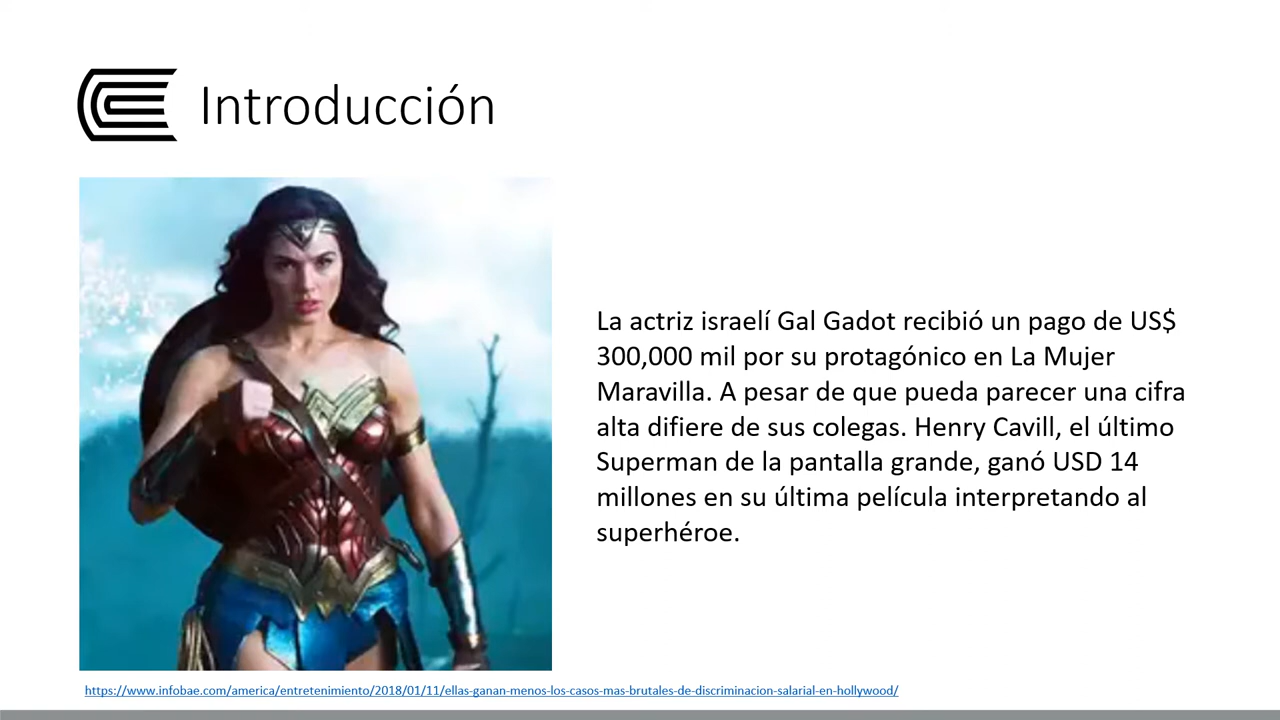 Introducción
La actriz israelí Gal Gadot recibió un pago de US$
300,000 mil por su protagónico en La Mujer
Maravilla. A pesar de que pueda parecer una cifra
alta difiere de sus colegas. Henry Cavill, el último
Superman de la pantalla grande, ganó USD 14
millones en su última película interpretando al
superhéroe.
https://www.infobae.com/america/entretenimiento/2018/01/11/ellas-ganan-menos-los-casos-mas-brutales-de-discriminacion-salarial-en-hollywood/